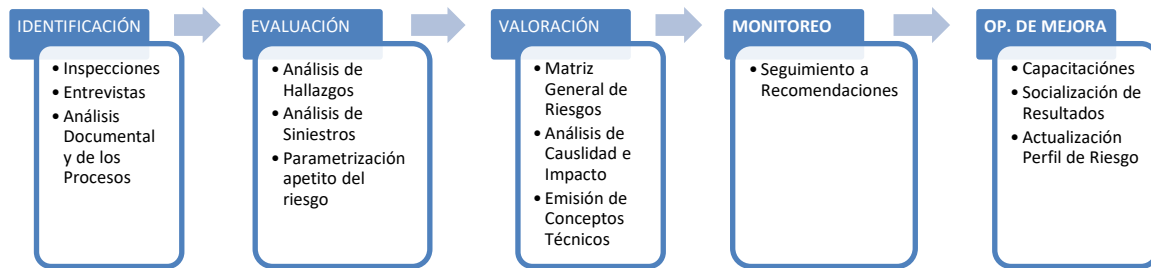 IDENTIFICACIÓN
• Inspecciones
• Entrevistas
• Análisis
Documental
y de los
Procesos
EVALUACIÓN
• Análisis de
Hallazgos
• Análisis de
Siniestros
• Parametrización
apetito del
riesgo
VALORACIÓN
• Matriz
General de
Riesgos
• Análisis de
Causlidad e
Impacto
• Emisión de
Conceptos
Técnicos
MONITOREO
• Seguimiento a
Recomendaciones
OP. DE MEJORA
• Capacitaciónes
• Socialización de
Resultados
• Actualización
Perfil de Riesgo